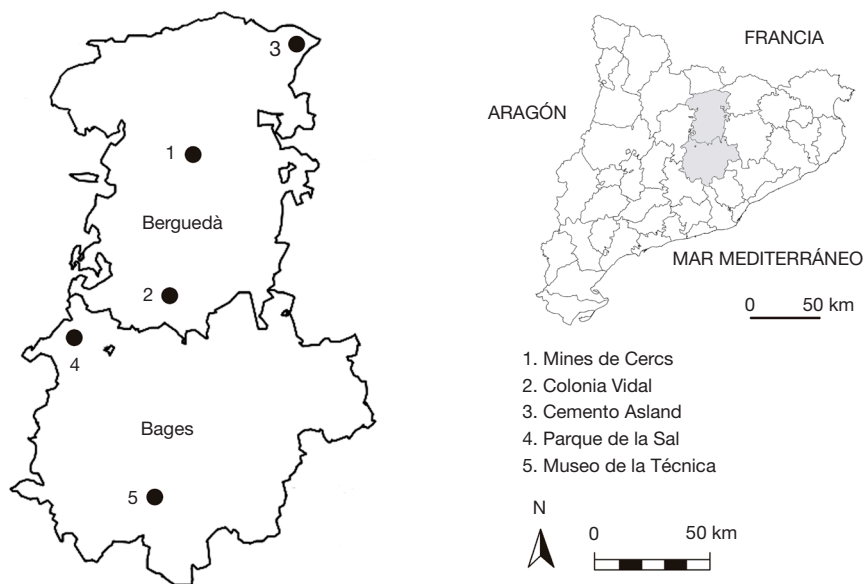 3
1
Berguedà
2
4
Bages
5
FRANCIA
ARAGÓN
MAR MEDITERRÁNEO
0 50 km
1. Mines de Cercs
2. Colonia Vidal
3. Cemento Asland
4. Parque de la Sal
5. Museo de la Técnica
N
0 50 km